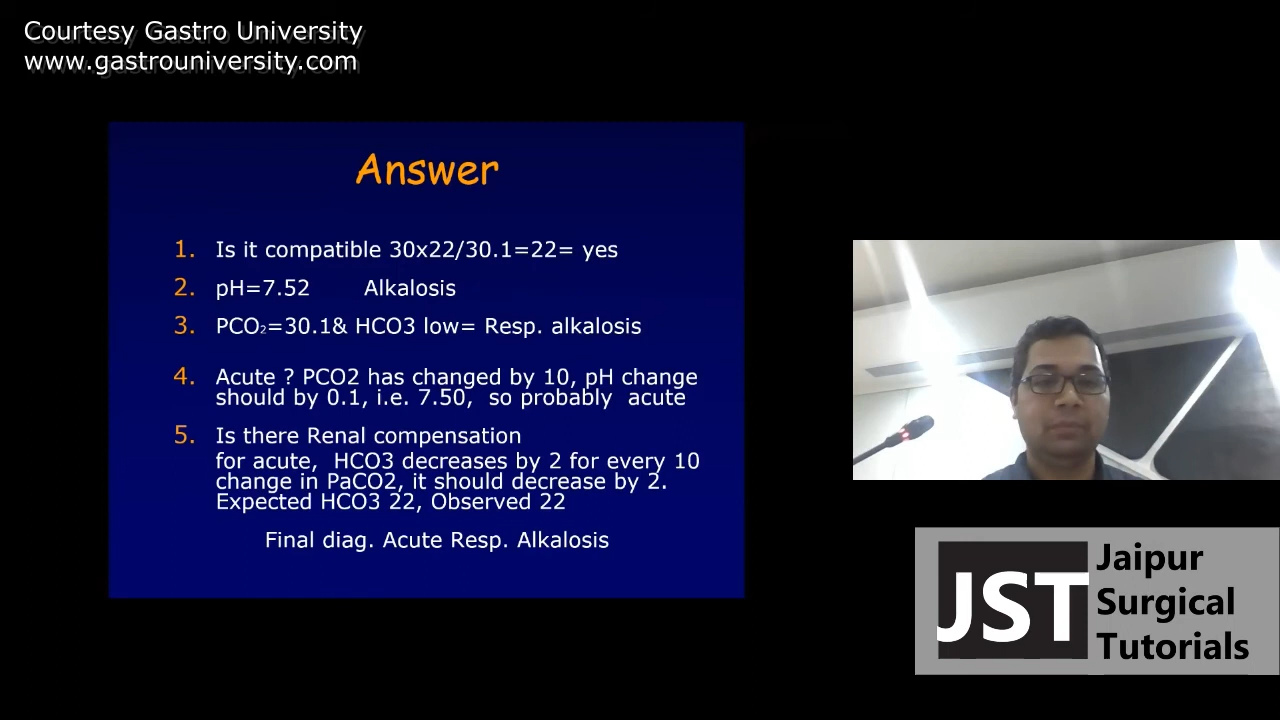 Courtesy Gastro University
www.gastrouniversity.com
Answer
1. Is it compatible 30x22/30.1=22= yes
2. pH=7.52 Alkalosis
3. PCO₂=30.1& HCO3 low= Resp. alkalosis
4. Acute ? PCO2 has changed by 10, pH change
should by 0.1, i.e. 7.50, so probably acute
5. Is there Renal compensation
for acute, HCO3 decreases by 2 for every 10
change in PaCO2, it should decrease by 2.
Expected HCO3 22, Observed 22
Final diag. Acute Resp. Alkalosis
JST
Jaipur
Surgical
Tutorials